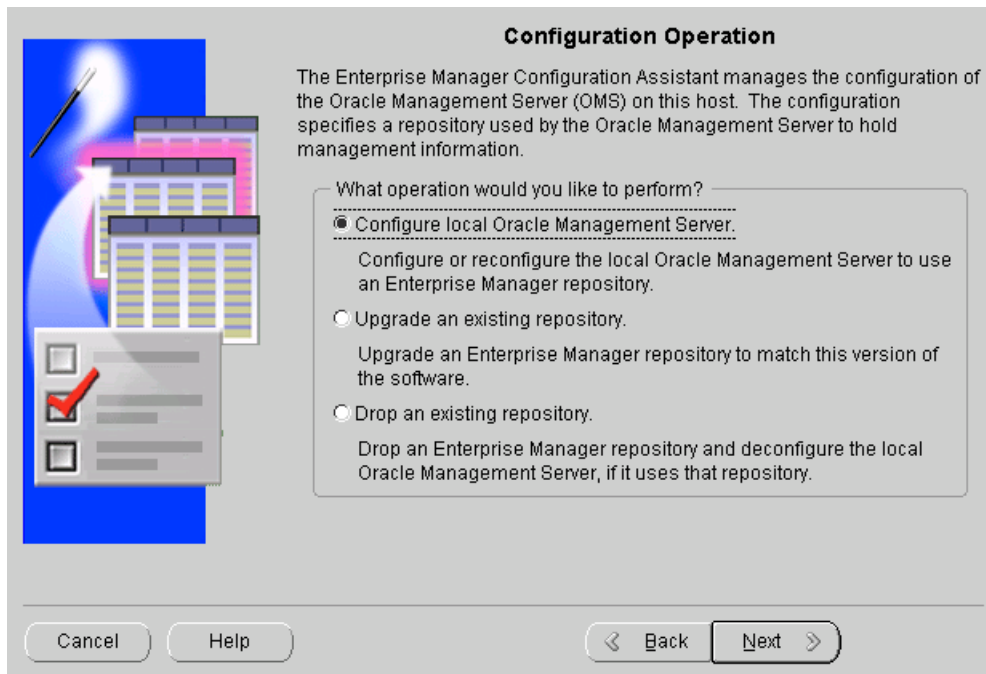 Configuration Operation
The Enterprise Manager Configuration Assistant manages the configuration of
the Oracle Management Server (OMS) on this host. The configuration
specifies a repository used by the Oracle Management Server to hold
management information.
What operation would you like to perform?
Configure local Oracle Management Server.
Configure or reconfigure the local Oracle Management Server to use
an Enterprise Manager repository.
Upgrade an existing repository.
Upgrade an Enterprise Manager repository to match this version of
the software.
Drop an existing repository.
Drop an Enterprise Manager repository and deconfigure the local
Oracle Management Server, if it uses that repository.
Cancel
Help
Back
Next